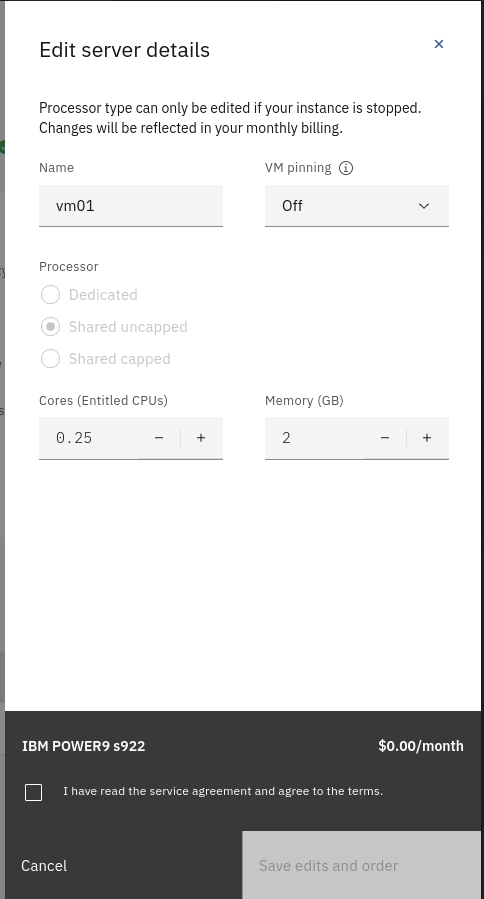 Edit server details
Processor type can only be edited if your instance is stopped.
Changes will be reflected in your monthly billing.
Name
VM pinning
vm01
Off
Processor
Dedicated
Shared uncapped
Shared capped
Cores (Entitled CPUs)
Memory (GB)
0.25
2
IBM POWER9 s922
$0.00/month
I have read the service agreement and agree to the terms.
Cancel
Save edits and order